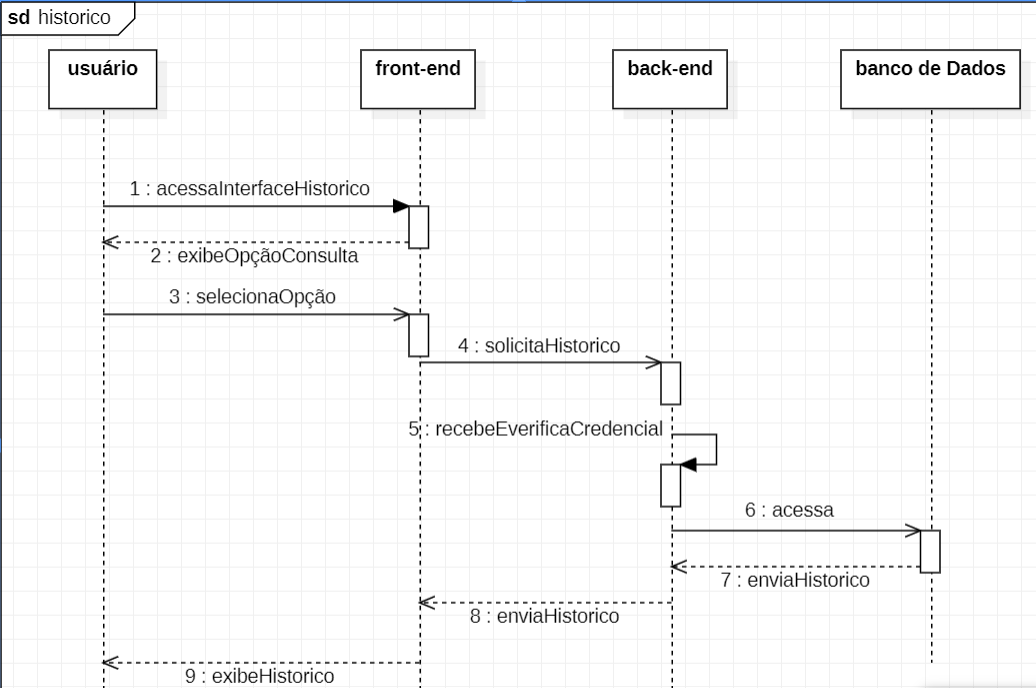 sd historico
usuário
front-end
back-end
banco de Dados
1 : acessaInterfaceHistorico
2 : exibeOpçãoConsulta
3 : selecionaOpção
4 : solicitaHistorico
5 : recebeEverificaCredencial
6 : acessa
7 : enviaHistorico
8 : enviaHistorico
9 : exibeHistorico